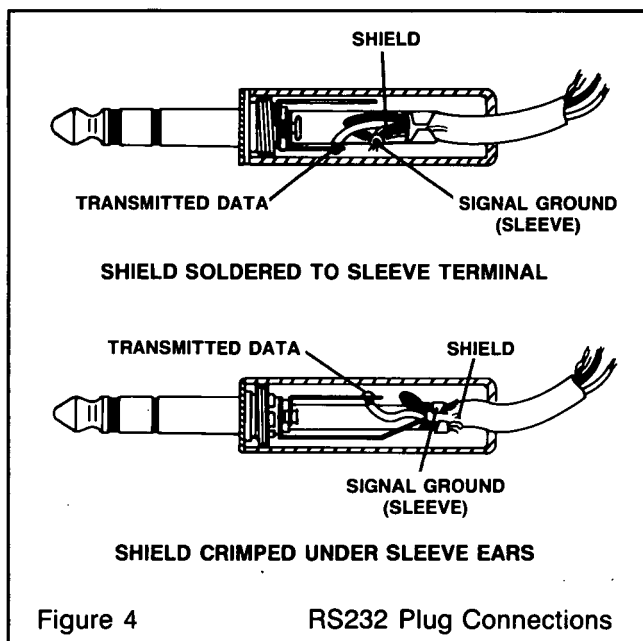 SHIELD
TRANSMITTED DATA
SIGNAL GROUND
(SLEEVE)
SHIELD SOLDERED TO SLEEVE TERMINAL
TRANSMITTED DATA
SHIELD
SIGNAL GROUND
(SLEEVE)
SHIELD CRIMPED UNDER SLEEVE EARS
Figure 4 RS232 Plug Connections